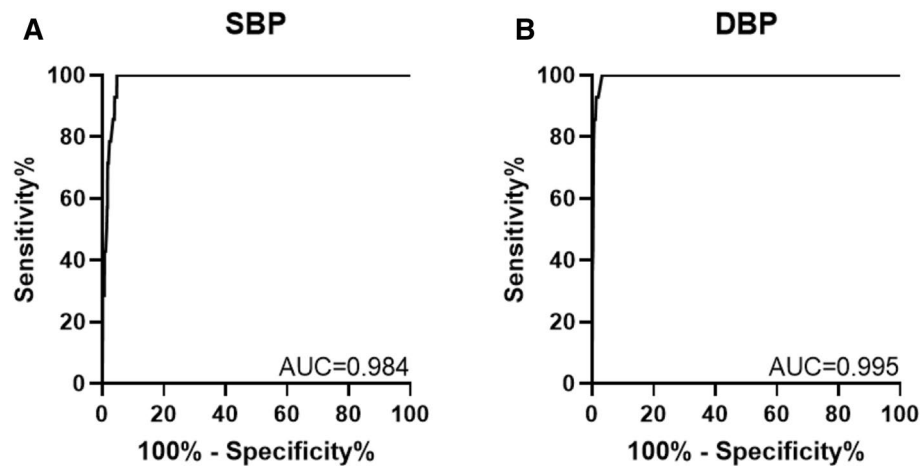 A
SBP
100
80
60
40
20
0
Sensitivity%
AUC=0.984
0 20 40 60 80 100
100% - Specificity%
B
DBP
100
80
60
40
20
0
Sensitivity%
AUC=0.995
0 20 40 60 80 100
100% - Specificity%